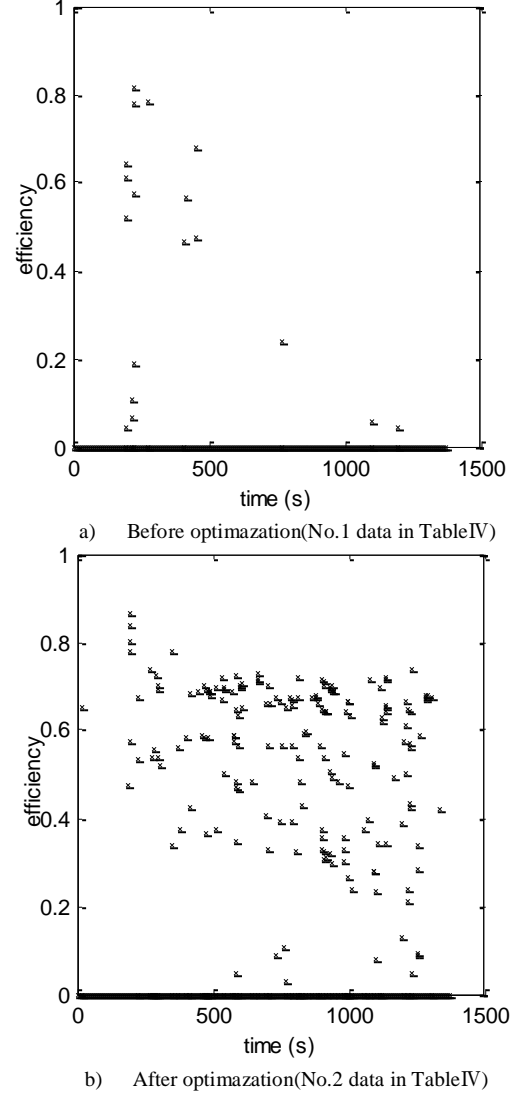 1
0.8
0.6
0.4
0.2
0
efficiency
0 500 1000 1500
time (s)
a) Before optimazation(No.1 data in TableⅣ)
1
0.8
0.6
0.4
0.2
0
efficiency
0 500 1000 1500
time (s)
b) After optimazation(No.2 data in TableⅣ)